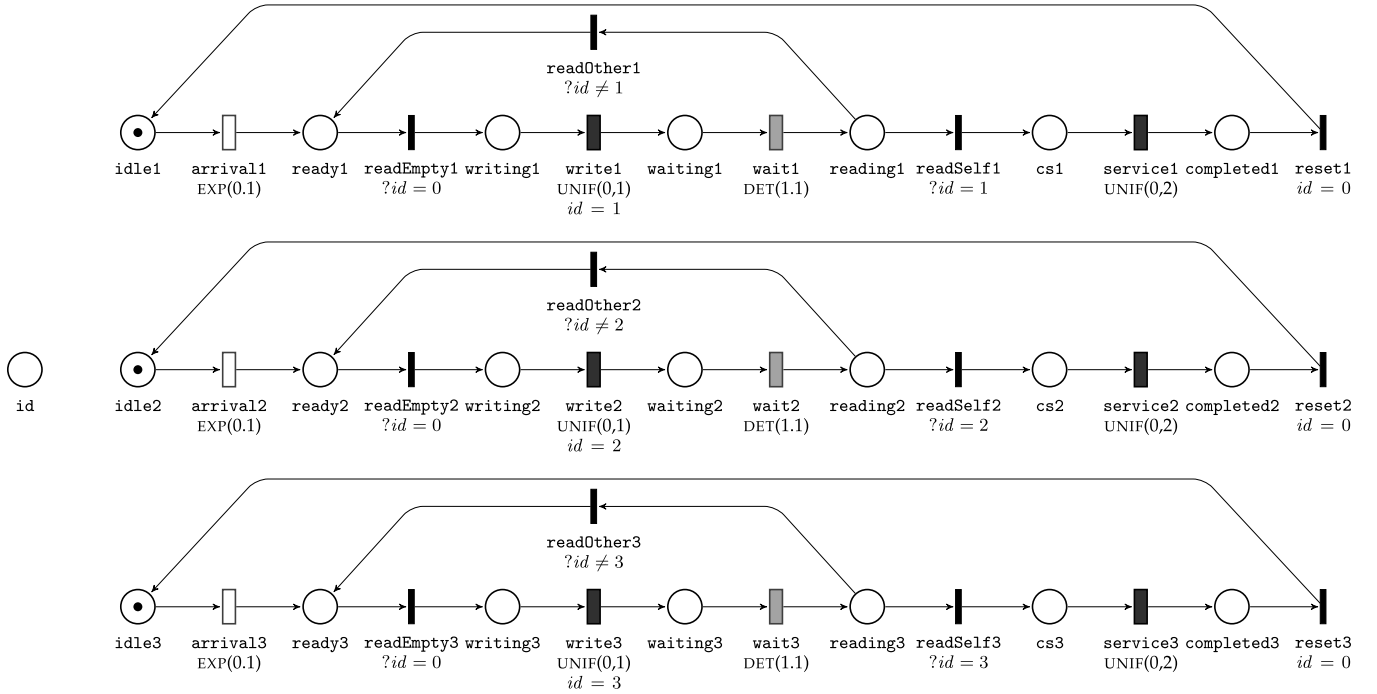 readOther1
?id ≠ 1
idle1 arrival1 ready1 readEmpty1 writing1 write1 waiting1 wait1 reading1 readSelf1 cs1 service1 completed1 reset1
EXP(0.1) ?id = 0 UNIF(0,1) DET(1.1) ?id = 1 UNIF(0,2) id = 0
id = 1
readOther2
?id ≠ 2
id idle2 arrival2 ready2 readEmpty2 writing2 write2 waiting2 wait2 reading2 readSelf2 cs2 service2 completed2 reset2
EXP(0.1) ?id = 0 UNIF(0,1) DET(1.1) ?id = 2 UNIF(0,2) id = 0
id = 2
readOther3
?id ≠ 3
idle3 arrival3 ready3 readEmpty3 writing3 write3 waiting3 wait3 reading3 readSelf3 cs3 service3 completed3 reset3
EXP(0.1) ?id = 0 UNIF(0,1) DET(1.1) ?id = 3 UNIF(0,2) id = 0
id = 3